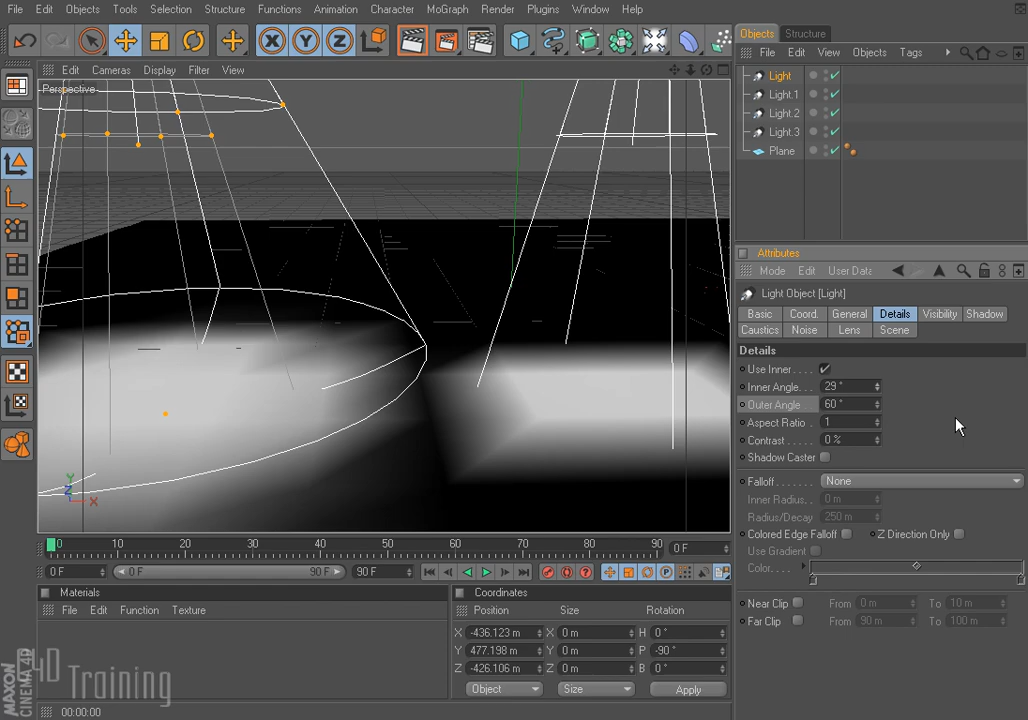 File Edit Objects Tools Selection Structure Functions Animation Character MoGraph Render Plugins Window Help
X Y Z
Edit Cameras Display Filter View
Perspective
Y
Z
X
0 10 20 30 40 50 60 70 80 90 0 F
0 F 0 F 90 F 90 F
Materials
File Edit Function Texture
Coordinates
Position Size Rotation
X -436.123 m X 0 m H 0 °
Y 477.198 m Y 0 m P -90 °
Z -426.106 m Z 0 m B 0 °
Object Size Apply
MAXON
CINEMA 4D
4D Training
00:00:00
Objects Structure
File Edit View Objects Tags
Light
Light.1
Light.2
Light.3
Plane
Attributes
Mode Edit User Data
Light Object [Light]
Basic Coord. General Details Visibility Shadow
Caustics Noise Lens Scene
Details
Use Inner . . . .
Inner Angle. . . 29 °
Outer Angle . . 60 °
Aspect Ratio . . 1
Contrast . . . . . 0 %
Shadow Caster
Falloff . . . . . . . None
Inner Radius. . 0 m
Radius/Decay 250 m
Colored Edge Falloff Z Direction Only
Use Gradient
Color. . .
Near Clip From 0 m To 10 m
Far Clip From 90 m To 100 m